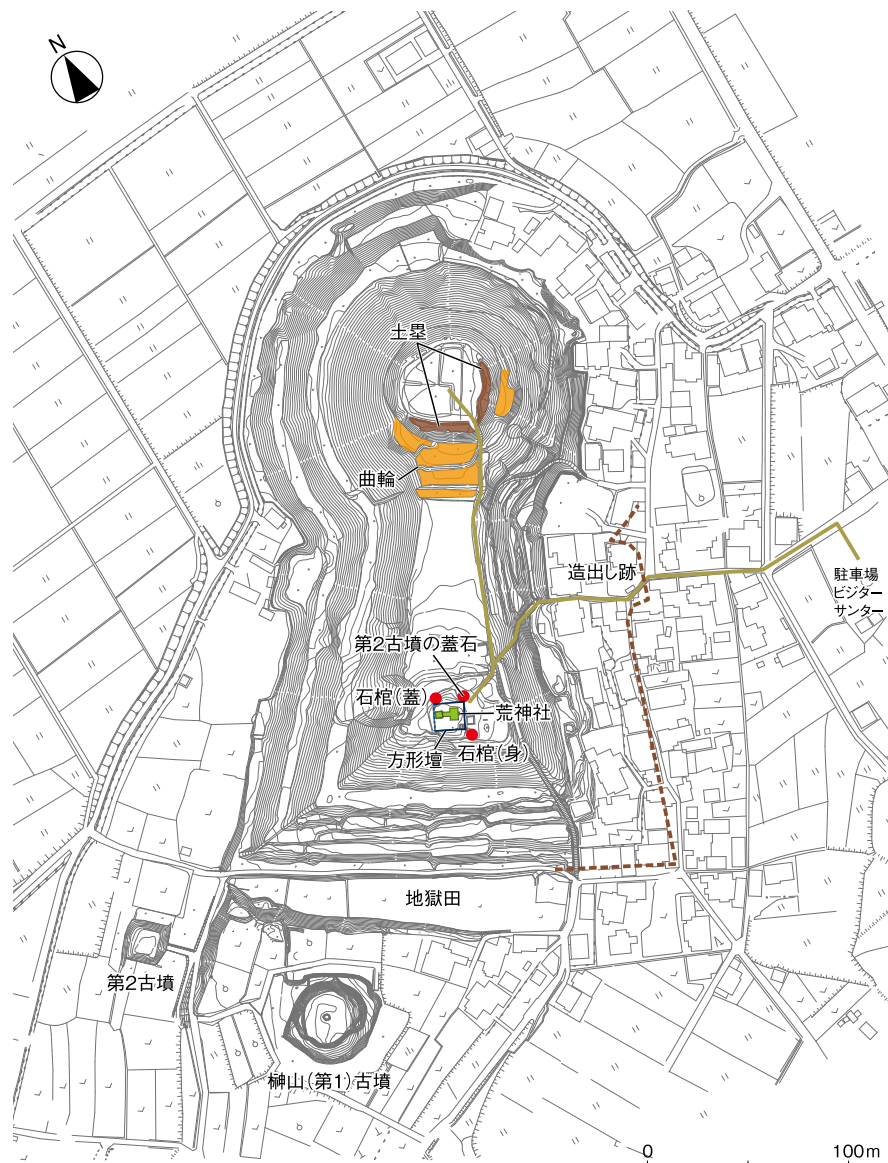 N
土塁
曲輪
造出し跡
駐車場
ビジター
サンター
第2古墳の蓋石
石棺(蓋)
荒神社
方形壇
石棺(身)
地獄田
第2古墳
榊山(第1)古墳
0
100m